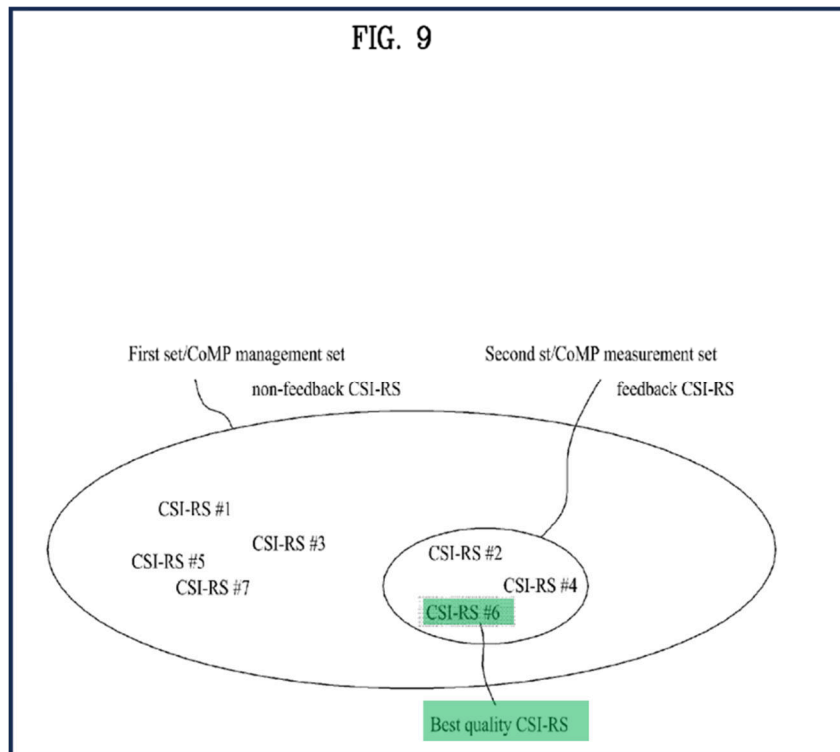 FIG. 9
First set/CoMP management set
non-feedback CSI-RS
Second st/CoMP measurement set
feedback CSI-RS
CSI-RS #1
CSI-RS #3
CSI-RS #5
CSI-RS #7
CSI-RS #2
CSI-RS #4
CSI-RS #6
Best quality CSI-RS